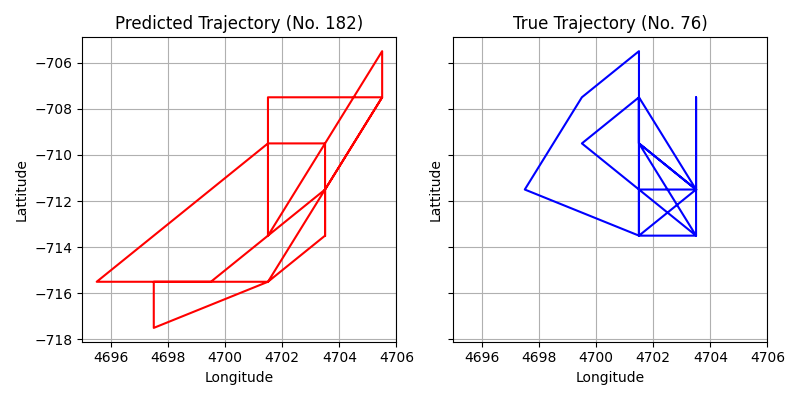 Predicted Trajectory (No. 182)
True Trajectory (No. 76)
−706
−708
−710
−712
−714
−716
−718
Lattitude
Lattitude
4696 4698 4700 4702 4704 4706
4696 4698 4700 4702 4704 4706
Longitude
Longitude